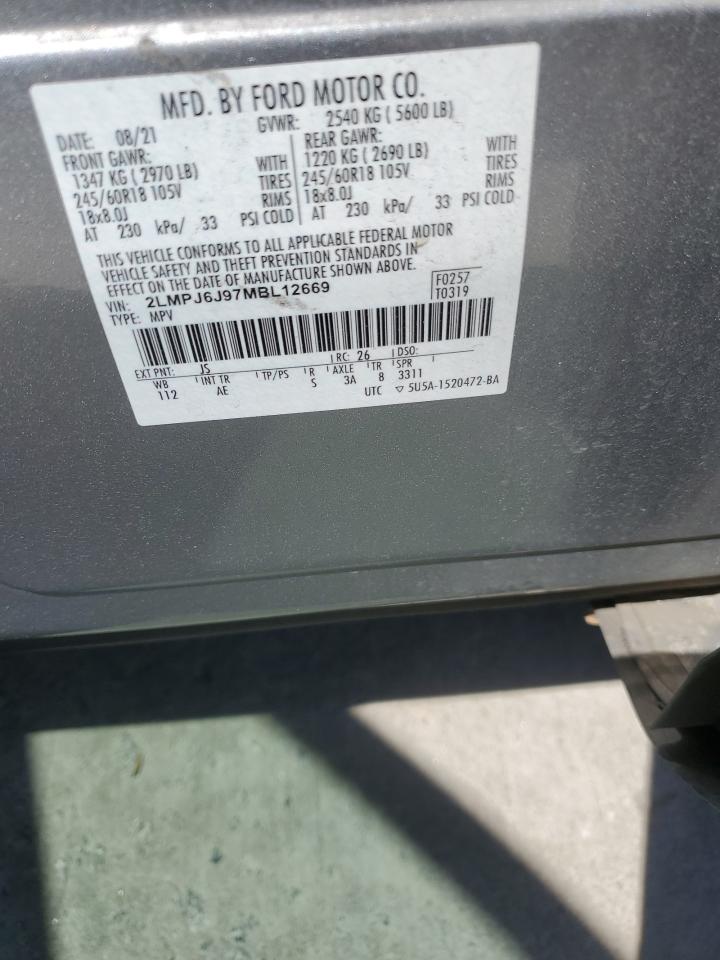 MFD. BY FORD MOTOR CO.
DATE: 08/21 GVWR: 2540 KG ( 5600 LB)
FRONT GAWR: REAR GAWR:
1347 KG ( 2970 LB) WITH 1220 KG ( 2690 LB) WITH
245/60R18 105V TIRES 245/60R18 105V TIRES
18x8.0J RIMS 18x8.0J RIMS
AT 230 kPa/ 33 PSI COLD AT 230 kPa/ 33 PSI COLD
THIS VEHICLE CONFORMS TO ALL APPLICABLE FEDERAL MOTOR
VEHICLE SAFETY AND THEFT PREVENTION STANDARDS IN
EFFECT ON THE DATE OF MANUFACTURE SHOWN ABOVE.
VIN: 2LMPJ6J97MBL12669 F0257
TYPE: MPV T0319
EXT PNT: JS RC: 26 DSO:
WB INT TR TP/PS R AXLE TR SPR
112 AE S 3A 8 3311
UTC ▽ 5U5A-1520472-BA